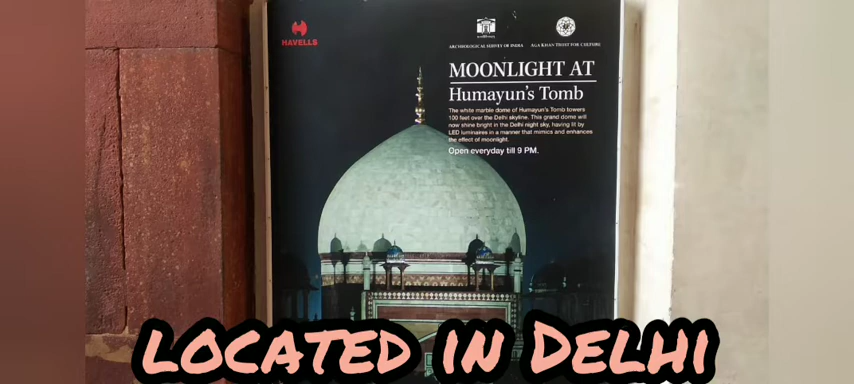 HAVELLS
ARCHAEOLOGICAL SURVEY OF INDIA
AGA KHAN TRUST FOR CULTURE
MOONLIGHT AT
Humayun's Tomb
The white marble dome of Humayun's Tomb towers
100 feet over the Delhi skyline. This grand dome will
now shine bright in the Delhi night sky, having lit by
LED luminaires in a manner that mimics and enhances
the effect of moonlight.
Open everyday till 9 PM.
LOCATED IN DELHI